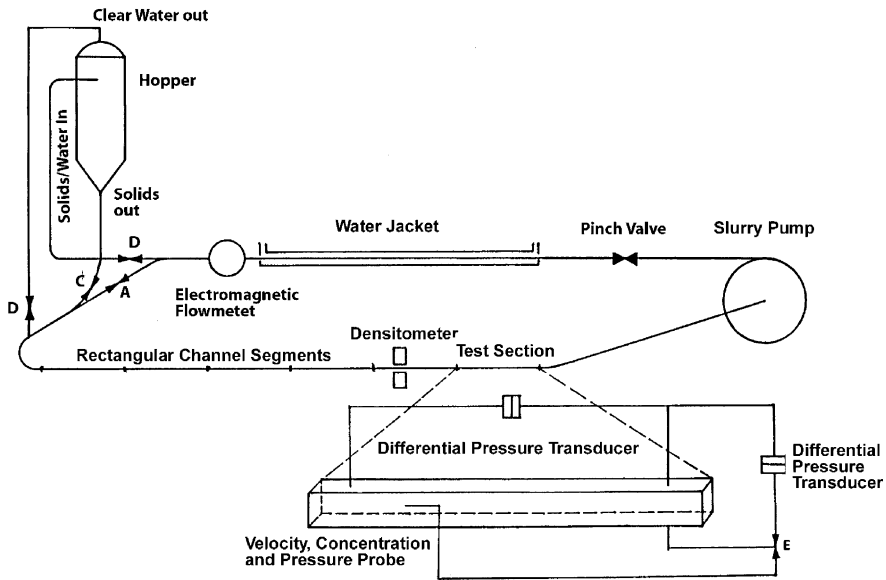 Clear Water out
Hopper
Solids/Water In
Solids
out
D
Water Jacket
Pinch Valve
Slurry Pump
C
A
Electromagnetic
Flowmetet
D
Densitometer
Rectangular Channel Segments
Test Section
Differential Pressure Transducer
Differential
Pressure
Transducer
Velocity, Concentration
and Pressure Probe
E